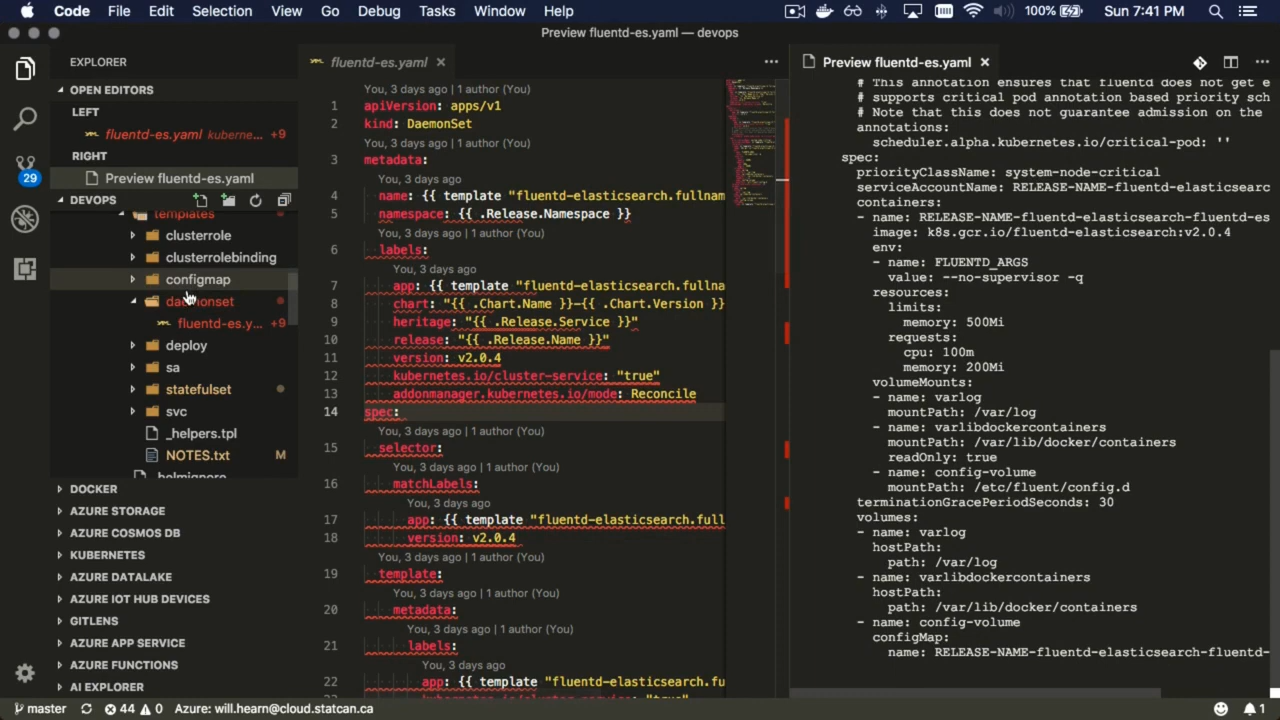 Code File Edit Selection View Go Debug Tasks Window Help 100% Sun 7:41 PM
Preview fluentd-es.yaml — devops
EXPLORER
OPEN EDITORS
LEFT
fluentd-es.yaml kuberne... +9
RIGHT
Preview fluentd-es.yaml
29
DEVOPS
templates
clusterrole
clusterrolebinding
configmap
daemonset
fluentd-es.y... +9
deploy
sa
statefulset
svc
_helpers.tpl
NOTES.txt M
.helmignore
DOCKER
AZURE STORAGE
AZURE COSMOS DB
KUBERNETES
AZURE DATALAKE
AZURE IOT HUB DEVICES
GITLENS
AZURE APP SERVICE
AZURE FUNCTIONS
AI EXPLORER
fluentd-es.yaml
You, 3 days ago | 1 author (You)
1 apiVersion: apps/v1
2 kind: DaemonSet
You, 3 days ago | 1 author (You)
3 metadata:
You, 3 days ago
4 name: {{ template "fluentd-elasticsearch.fullnam
5 namespace: {{ .Release.Namespace }}
You, 3 days ago | 1 author (You)
6 labels:
You, 3 days ago
7 app: {{ template "fluentd-elasticsearch.fullna
8 chart: "{{ .Chart.Name }}-{{ .Chart.Version }}
9 heritage: "{{ .Release.Service }}"
10 release: "{{ .Release.Name }}"
11 version: v2.0.4
12 kubernetes.io/cluster-service: "true"
13 addonmanager.kubernetes.io/mode: Reconcile
14 spec:
You, 3 days ago | 1 author (You)
15 selector:
You, 3 days ago | 1 author (You)
16 matchLabels:
You, 3 days ago
17 app: {{ template "fluentd-elasticsearch.full
18 version: v2.0.4
You, 3 days ago | 1 author (You)
19 template:
You, 3 days ago | 1 author (You)
20 metadata:
You, 3 days ago | 1 author (You)
21 labels:
You, 3 days ago
22 app: {{ template "fluentd-elasticsearch.fu
Preview fluentd-es.yaml
# This annotation ensures that fluentd does not get e
# supports critical pod annotation based priority sch
# Note that this does not guarantee admission on the
annotations:
scheduler.alpha.kubernetes.io/critical-pod: ''
spec:
priorityClassName: system-node-critical
serviceAccountName: RELEASE-NAME-fluentd-elasticsearc
containers:
- name: RELEASE-NAME-fluentd-elasticsearch-fluentd-es
image: k8s.gcr.io/fluentd-elasticsearch:v2.0.4
env:
- name: FLUENTD_ARGS
value: --no-supervisor -q
resources:
limits:
memory: 500Mi
requests:
cpu: 100m
memory: 200Mi
volumeMounts:
- name: varlog
mountPath: /var/log
- name: varlibdockercontainers
mountPath: /var/lib/docker/containers
readOnly: true
- name: config-volume
mountPath: /etc/fluent/config.d
terminationGracePeriodSeconds: 30
volumes:
- name: varlog
hostPath:
path: /var/log
- name: varlibdockercontainers
hostPath:
path: /var/lib/docker/containers
- name: config-volume
configMap:
name: RELEASE-NAME-fluentd-elasticsearch-fluentd-
master 44 0 Azure: will.hearn@cloud.statcan.ca 1